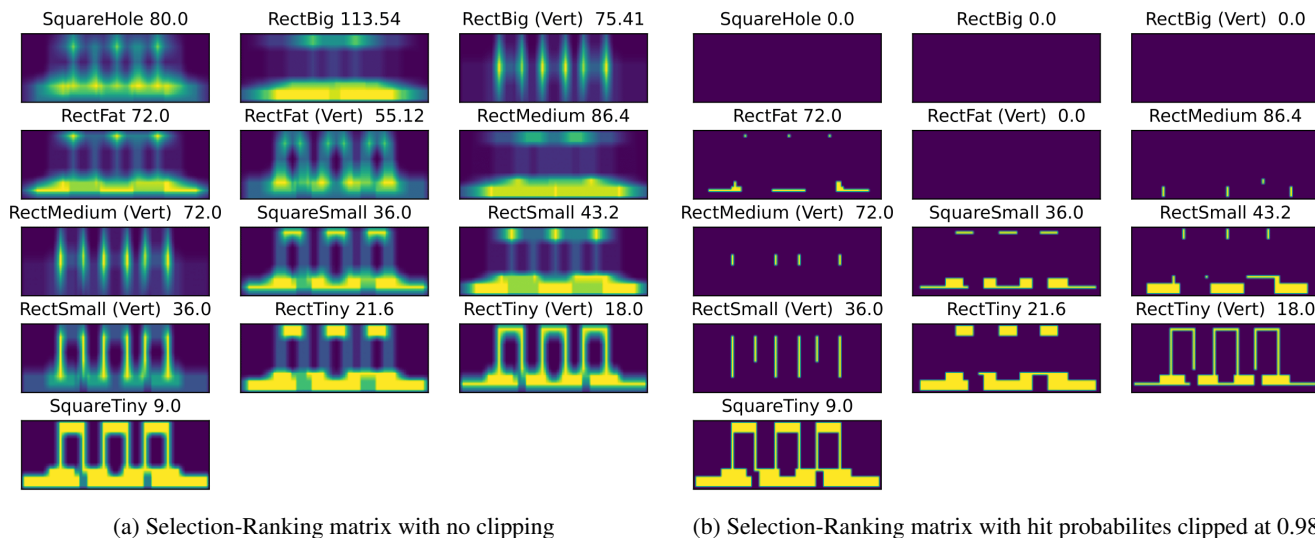 SquareHole 80.0
RectBig 113.54
RectBig (Vert) 75.41
RectFat 72.0
RectFat (Vert) 55.12
RectMedium 86.4
RectMedium (Vert) 72.0
SquareSmall 36.0
RectSmall 43.2
RectSmall (Vert) 36.0
RectTiny 21.6
RectTiny (Vert) 18.0
SquareTiny 9.0
(a) Selection-Ranking matrix with no clipping
SquareHole 0.0
RectBig 0.0
RectBig (Vert) 0.0
RectFat 72.0
RectFat (Vert) 0.0
RectMedium 86.4
RectMedium (Vert) 72.0
SquareSmall 36.0
RectSmall 43.2
RectSmall (Vert) 36.0
RectTiny 21.6
RectTiny (Vert) 18.0
SquareTiny 9.0
(b) Selection-Ranking matrix with hit probabilites clipped at 0.98